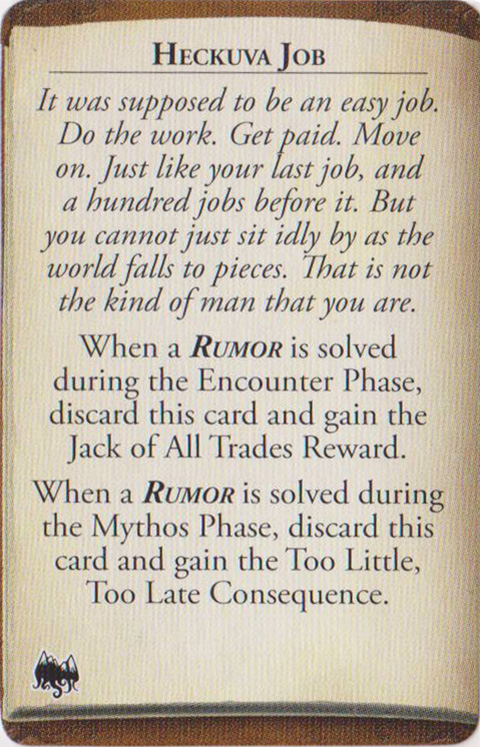 HECKUVA JOB
It was supposed to be an easy job.
Do the work. Get paid. Move
on. Just like your last job, and
a hundred jobs before it. But
you cannot just sit idly by as the
world falls to pieces. That is not
the kind of man that you are.
When a RUMOR is solved
during the Encounter Phase,
discard this card and gain the
Jack of All Trades Reward.
When a RUMOR is solved during
the Mythos Phase, discard this
card and gain the Too Little,
Too Late Consequence.